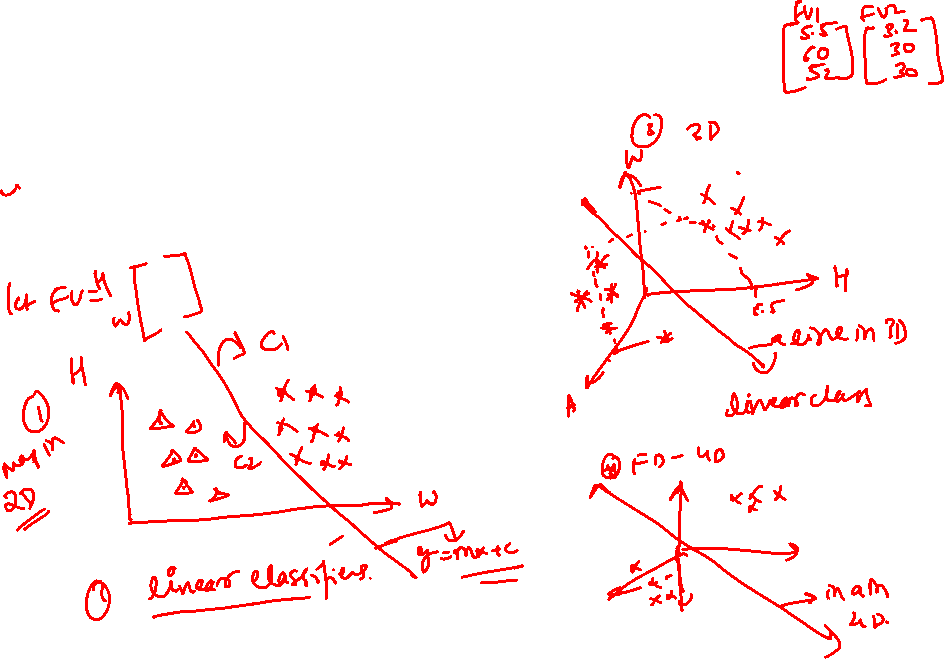 FV1 FV2
5.5 3.2
60 30
52 30
3 3D
W
H
5.5
a line in 3D
A
linear class
let FV = H
W
C1
H
1
map in
2D
C2
W
y = mx + c
1 linear classifiers.
4 FD - 4D
in a m
4D.